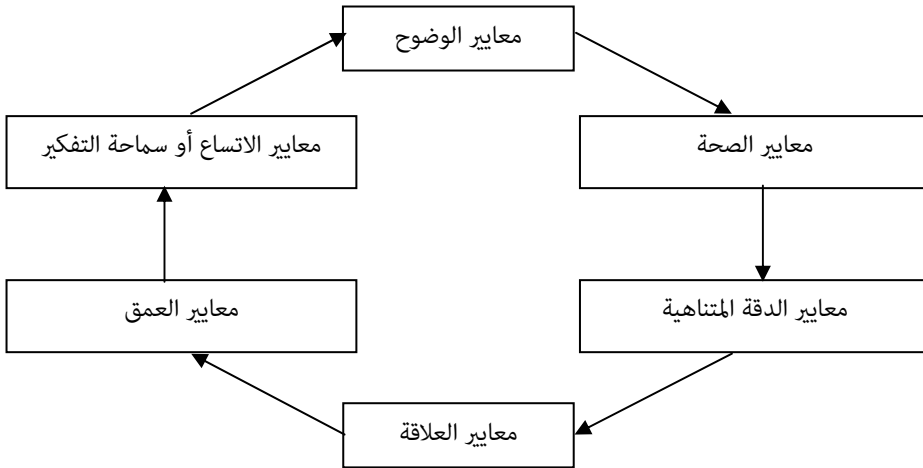 معايير الوضوح
معايير الصحة
معايير الاتساع أو سماحة التفكير
معايير الدقة المتناهية
معايير العمق
معايير العلاقة